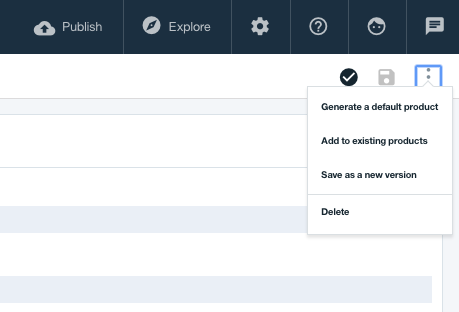 Publish
Explore
Generate a default product
Add to existing products
Save as a new version
Delete